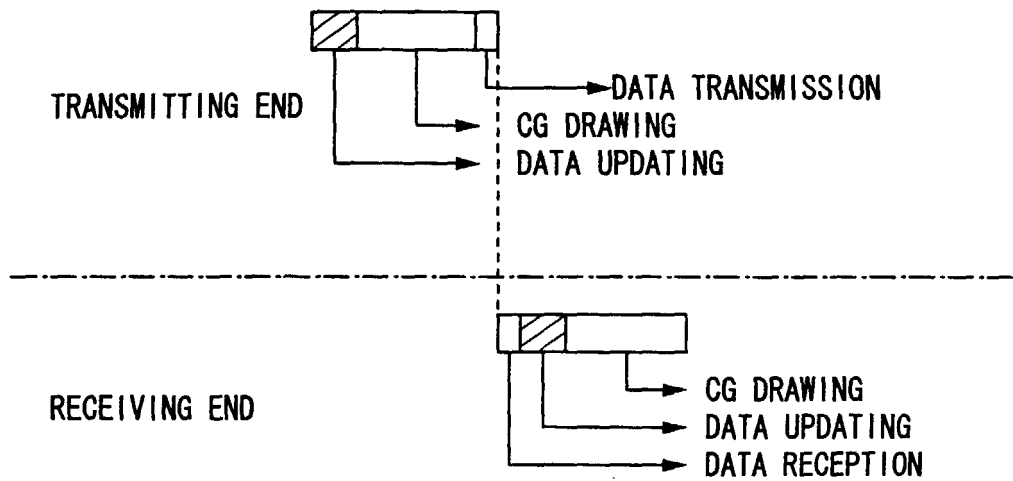 DATA TRANSMISSION
TRANSMITTING END
CG DRAWING
DATA UPDATING
CG DRAWING
RECEIVING END
DATA UPDATING
DATA RECEPTION